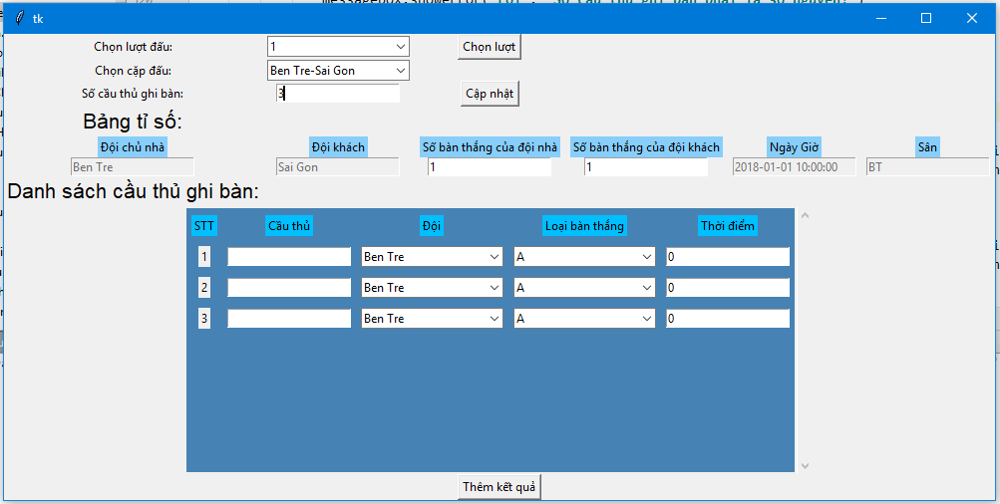 messagebox.showerror(
tk
Chọn lượt đấu: 1 Chọn lượt
Chọn cặp đấu: Ben Tre-Sai Gon
Số cầu thủ ghi bàn: 3 Cập nhật
Bảng tỉ số:
Đội chủ nhà Đội khách Số bàn thắng của đội nhà Số bàn thắng của đội khách Ngày Giờ Sân
Ben Tre Sai Gon 1 1 2018-01-01 10:00:00 BT
Danh sách cầu thủ ghi bàn:
STT Cầu thủ Đội Loại bàn thắng Thời điểm
1 Ben Tre A 0
2 Ben Tre A 0
3 Ben Tre A 0
Thêm kết quả